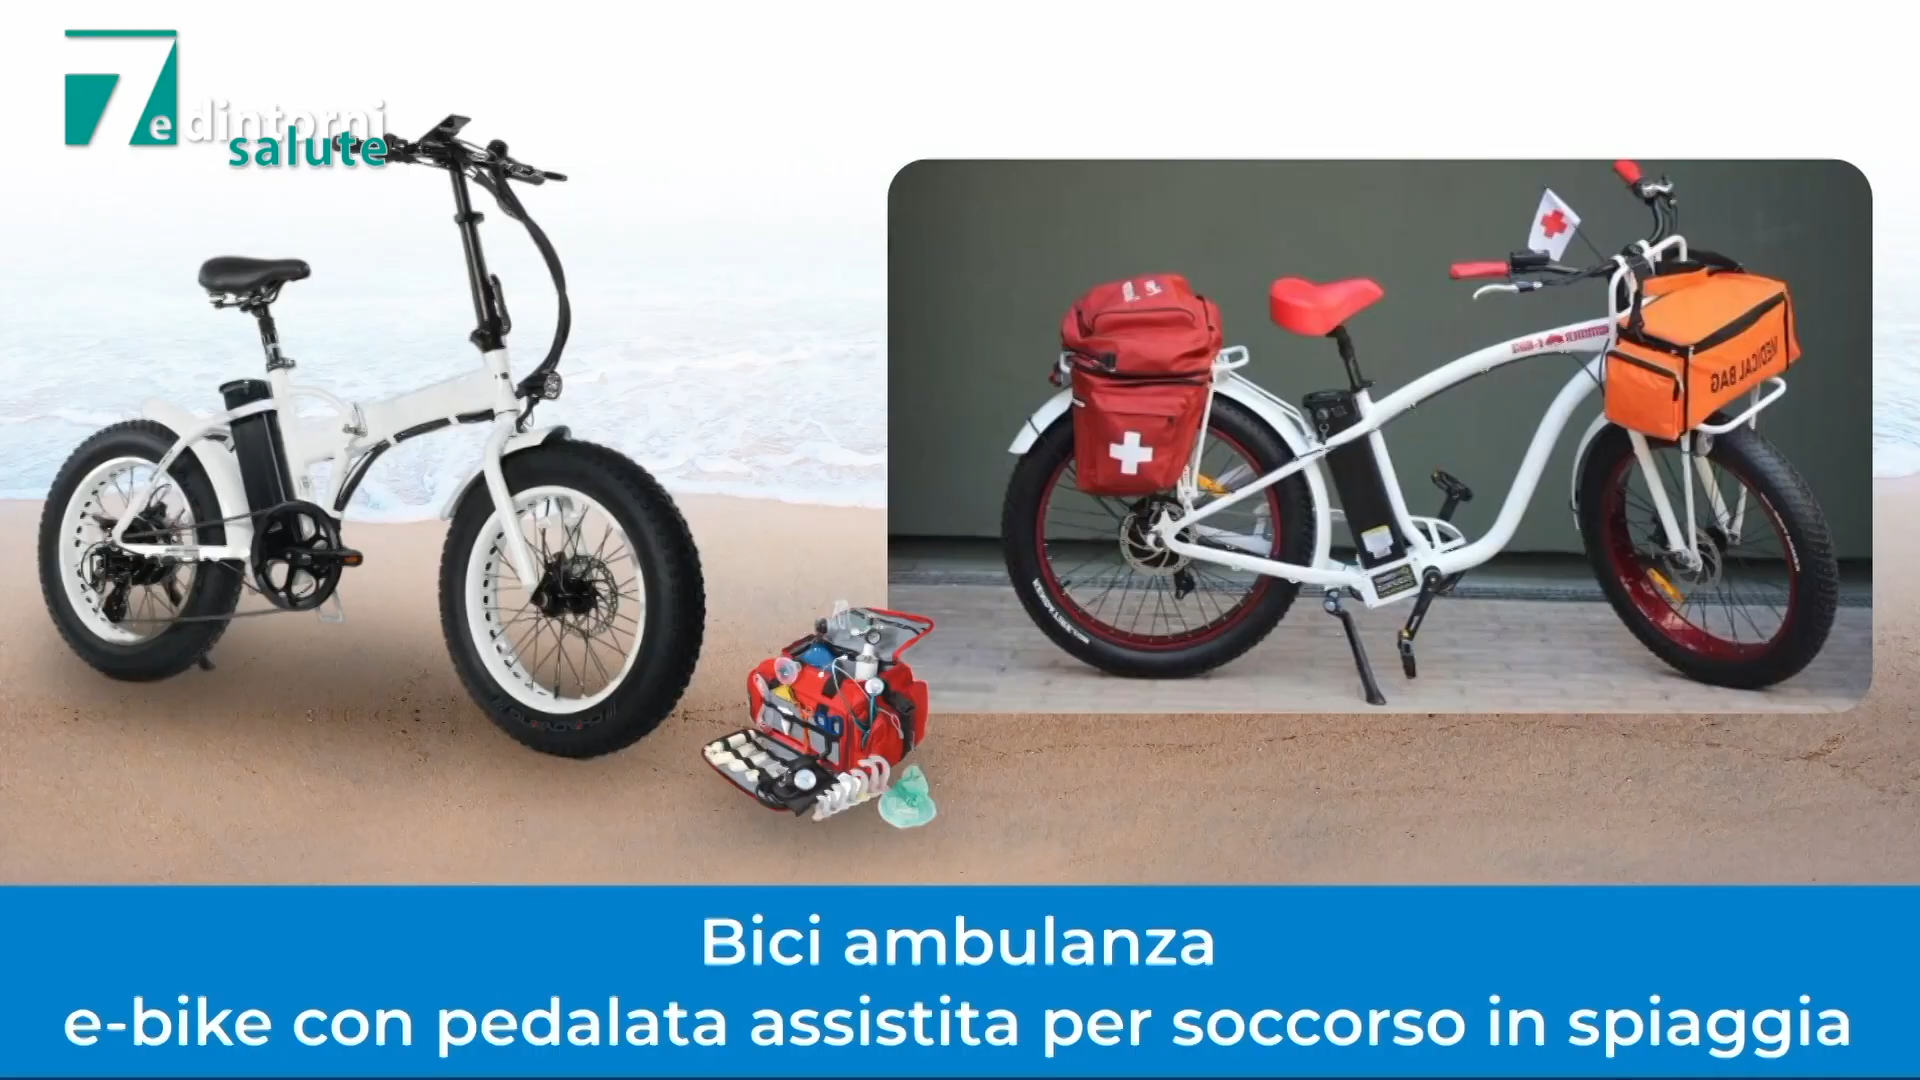 7 e dintorni
salute
MEDICAL BAG
Bici ambulanza
e-bike con pedalata assistita per soccorso in spiaggia